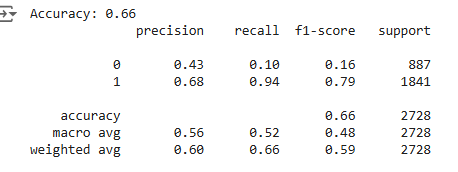 Accuracy: 0.66
precision recall f1-score support
0 0.43 0.10 0.16 887
1 0.68 0.94 0.79 1841
accuracy 0.66 2728
macro avg 0.56 0.52 0.48 2728
weighted avg 0.60 0.66 0.59 2728